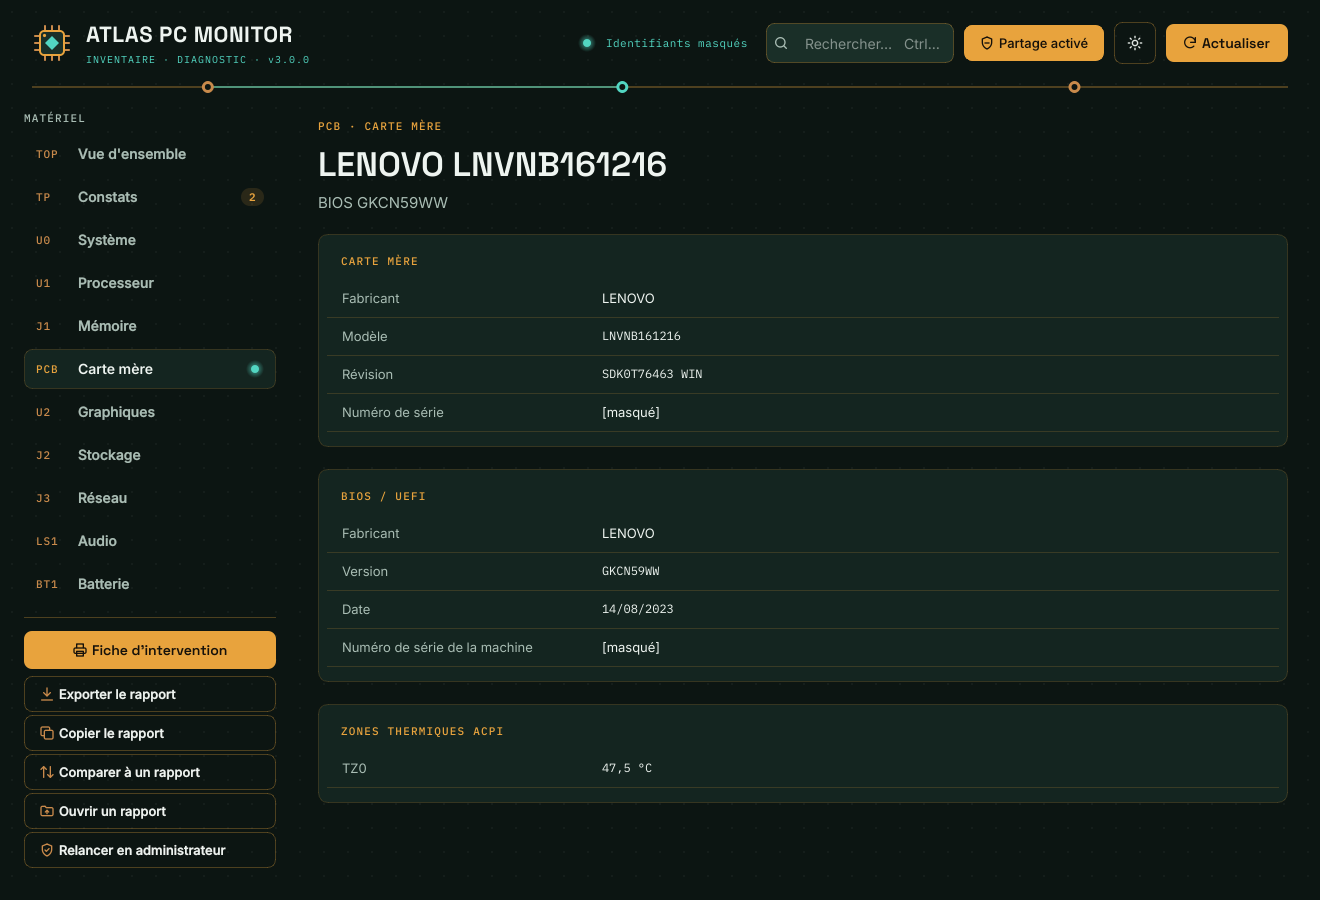 ATLAS PC MONITOR
INVENTAIRE · DIAGNOSTIC · v3.0.0
Identifiants masqués
Rechercher... Ctrl...
Partage activé
Actualiser
MATÉRIEL
TOP Vue d'ensemble
TP Constats 2
U0 Système
U1 Processeur
J1 Mémoire
PCB Carte mère
U2 Graphiques
J2 Stockage
J3 Réseau
LS1 Audio
BT1 Batterie
Fiche d'intervention
Exporter le rapport
Copier le rapport
Comparer à un rapport
Ouvrir un rapport
Relancer en administrateur
PCB · CARTE MÈRE
LENOVO LNVNB161216
BIOS GKCN59WW
CARTE MÈRE
Fabricant LENOVO
Modèle LNVNB161216
Révision SDK0T76463 WIN
Numéro de série [masqué]
BIOS / UEFI
Fabricant LENOVO
Version GKCN59WW
Date 14/08/2023
Numéro de série de la machine [masqué]
ZONES THERMIQUES ACPI
TZ0 47,5 °C